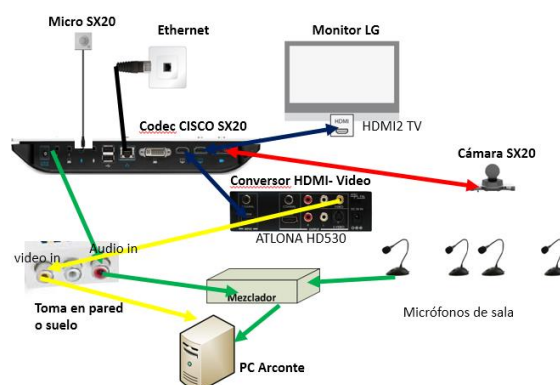 Micro SX20
Ethernet
Monitor LG
HDMI
HDMI2 TV
Codec CISCO SX20
Cámara SX20
Conversor HDMI- Video
ATLONA HD530
video in
Audio in
Mezclador
Micrófonos de sala
Toma en pared
o suelo
PC Arconte